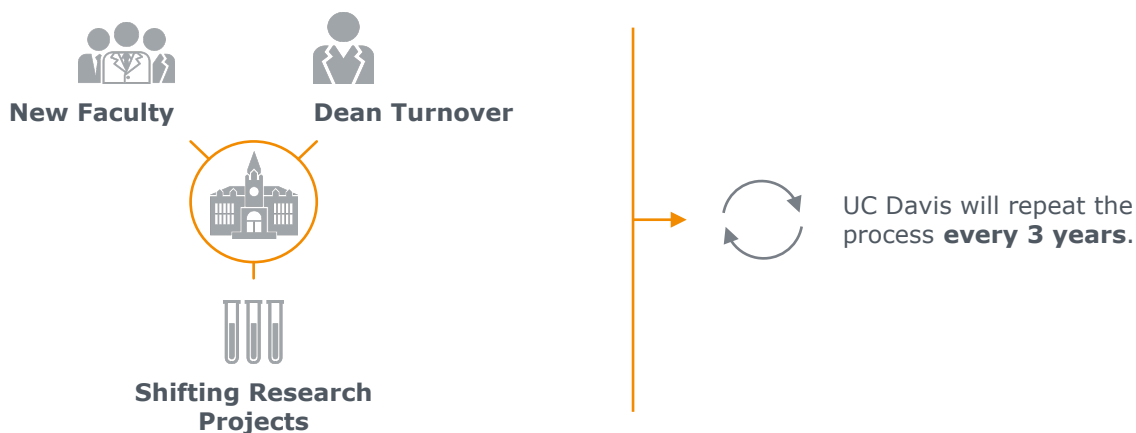 New Faculty
Dean Turnover
Shifting Research
Projects
UC Davis will repeat the
process every 3 years.